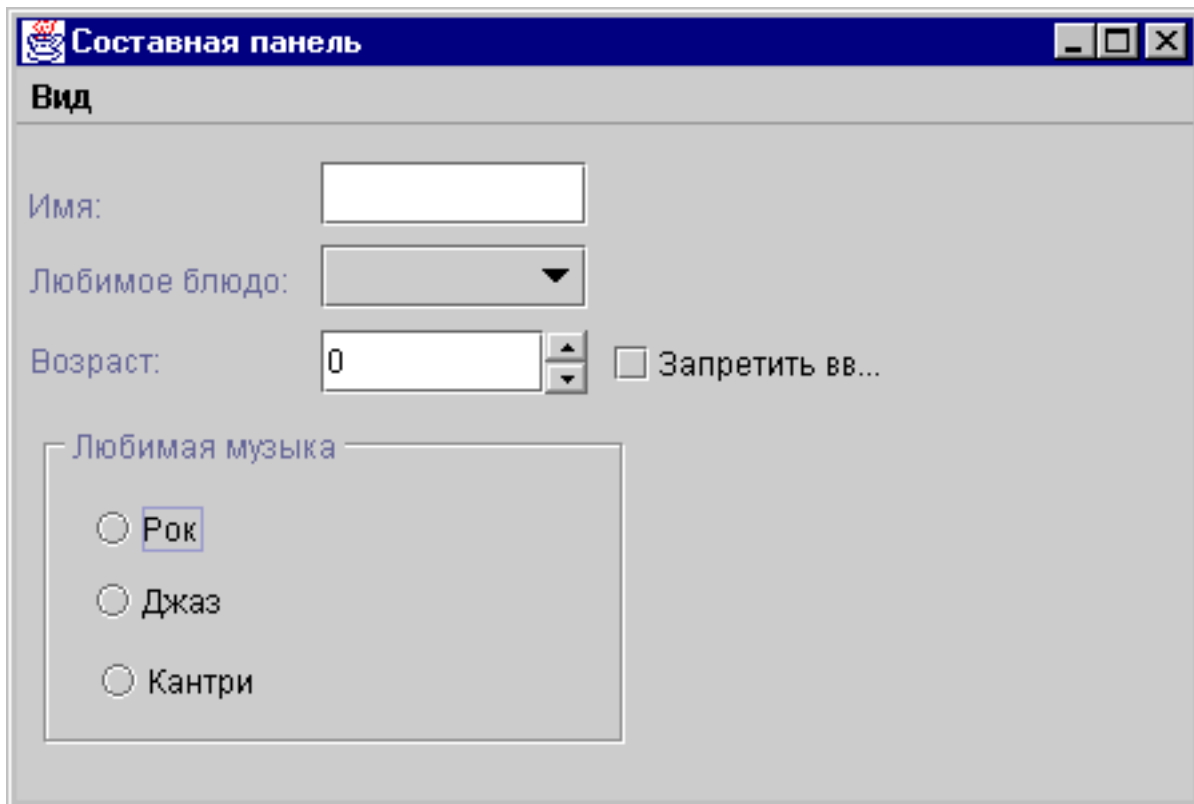 Составная панель
Вид
Имя:
Любимое блюдо:
Возраст: 0 Запретить вв...
Любимая музыка
Рок
Джаз
Кантри